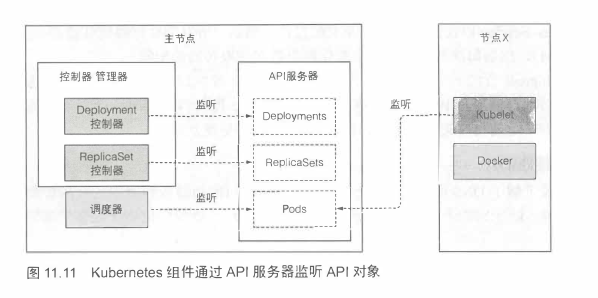 主节点
节点X
控制器 管理器
API服务器
Deployment
控制器
监听
Deployments
监听
Kubelet
ReplicaSet
控制器
监听
ReplicaSets
Docker
调度器
监听
Pods
图 11.11 Kubernetes 组件通过 API 服务器监听 API 对象